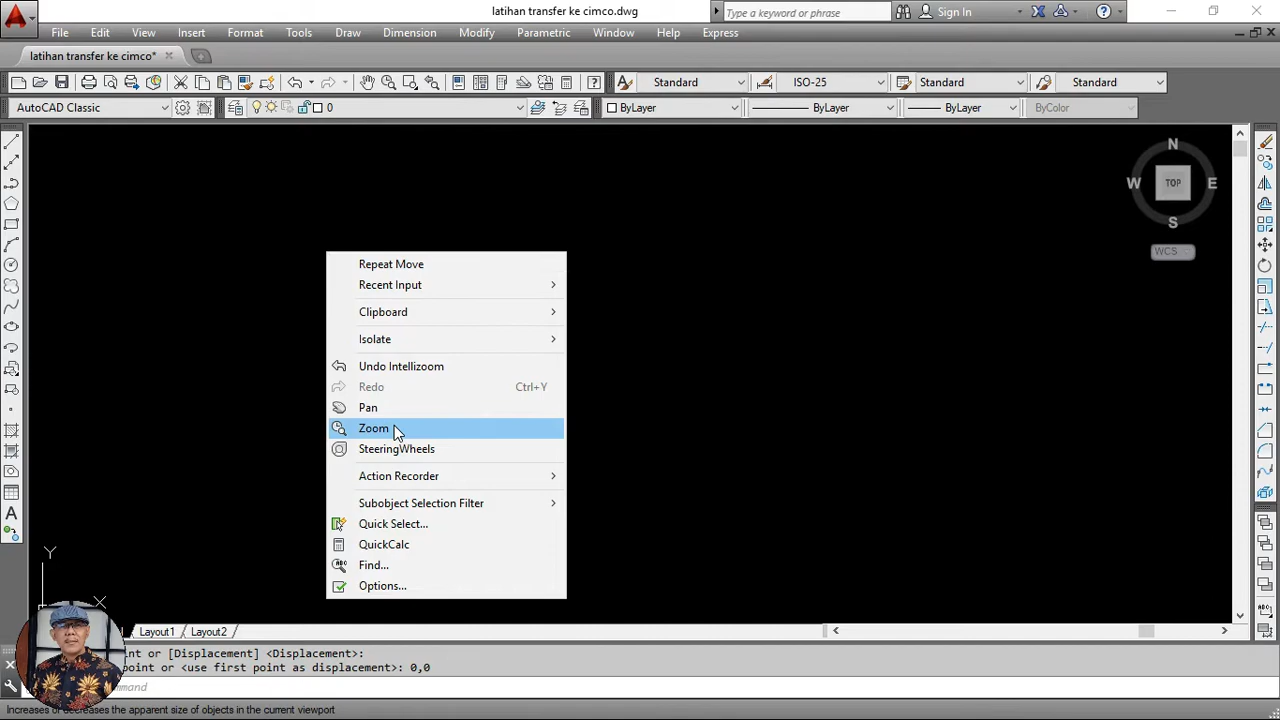 latihan transfer ke cimco.dwg
Type a keyword or phrase
Sign In
File Edit View Insert Format Tools Draw Dimension Modify Parametric Window Help Express
latihan transfer ke cimco.dwg*
Standard
ISO-25
Standard
Standard
AutoCAD Classic
0
ByLayer
ByLayer
ByLayer
ByColor
N
W TOP E
S
WCS
Repeat Move
Recent Input
Clipboard
Isolate
Undo Intellizoom
Redo Ctrl+Y
Pan
Zoom
SteeringWheels
Action Recorder
Subobject Selection Filter
Quick Select...
QuickCalc
Find...
Options...
Y
X
Layout1 Layout2
or [Displacement] <Displacement>:
point or <use first point as displacement>: 0,0
Increases or decreases the apparent size of objects in the current viewport